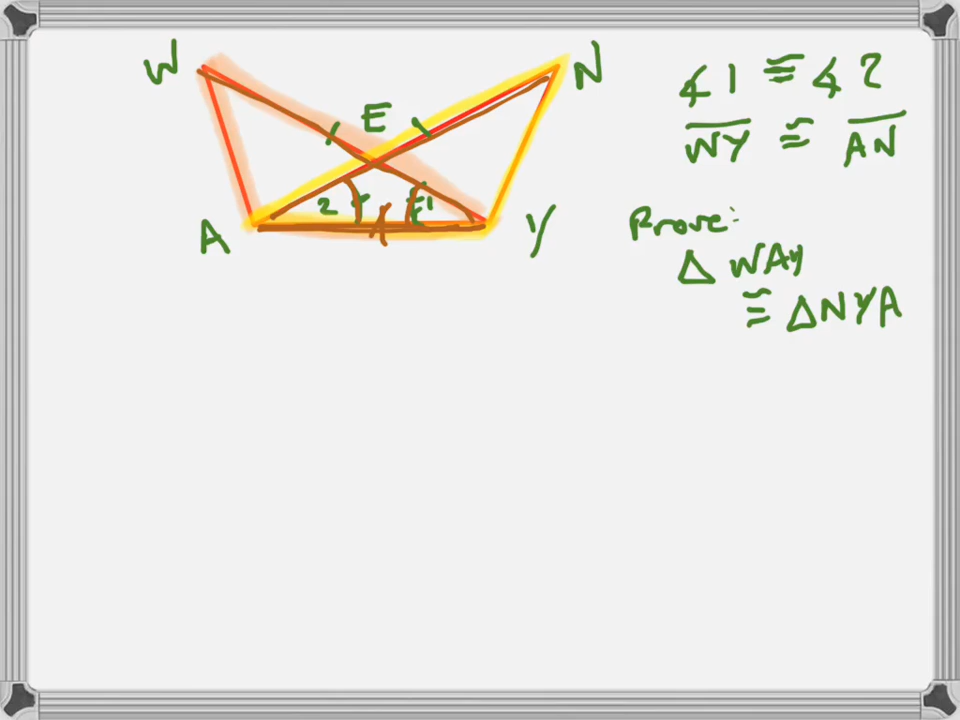 W E N
∡ 1 ≅ ∡ 2
WY ≅ AN
2 1
A Y
Prove:
△ WAY
≅ △NYA